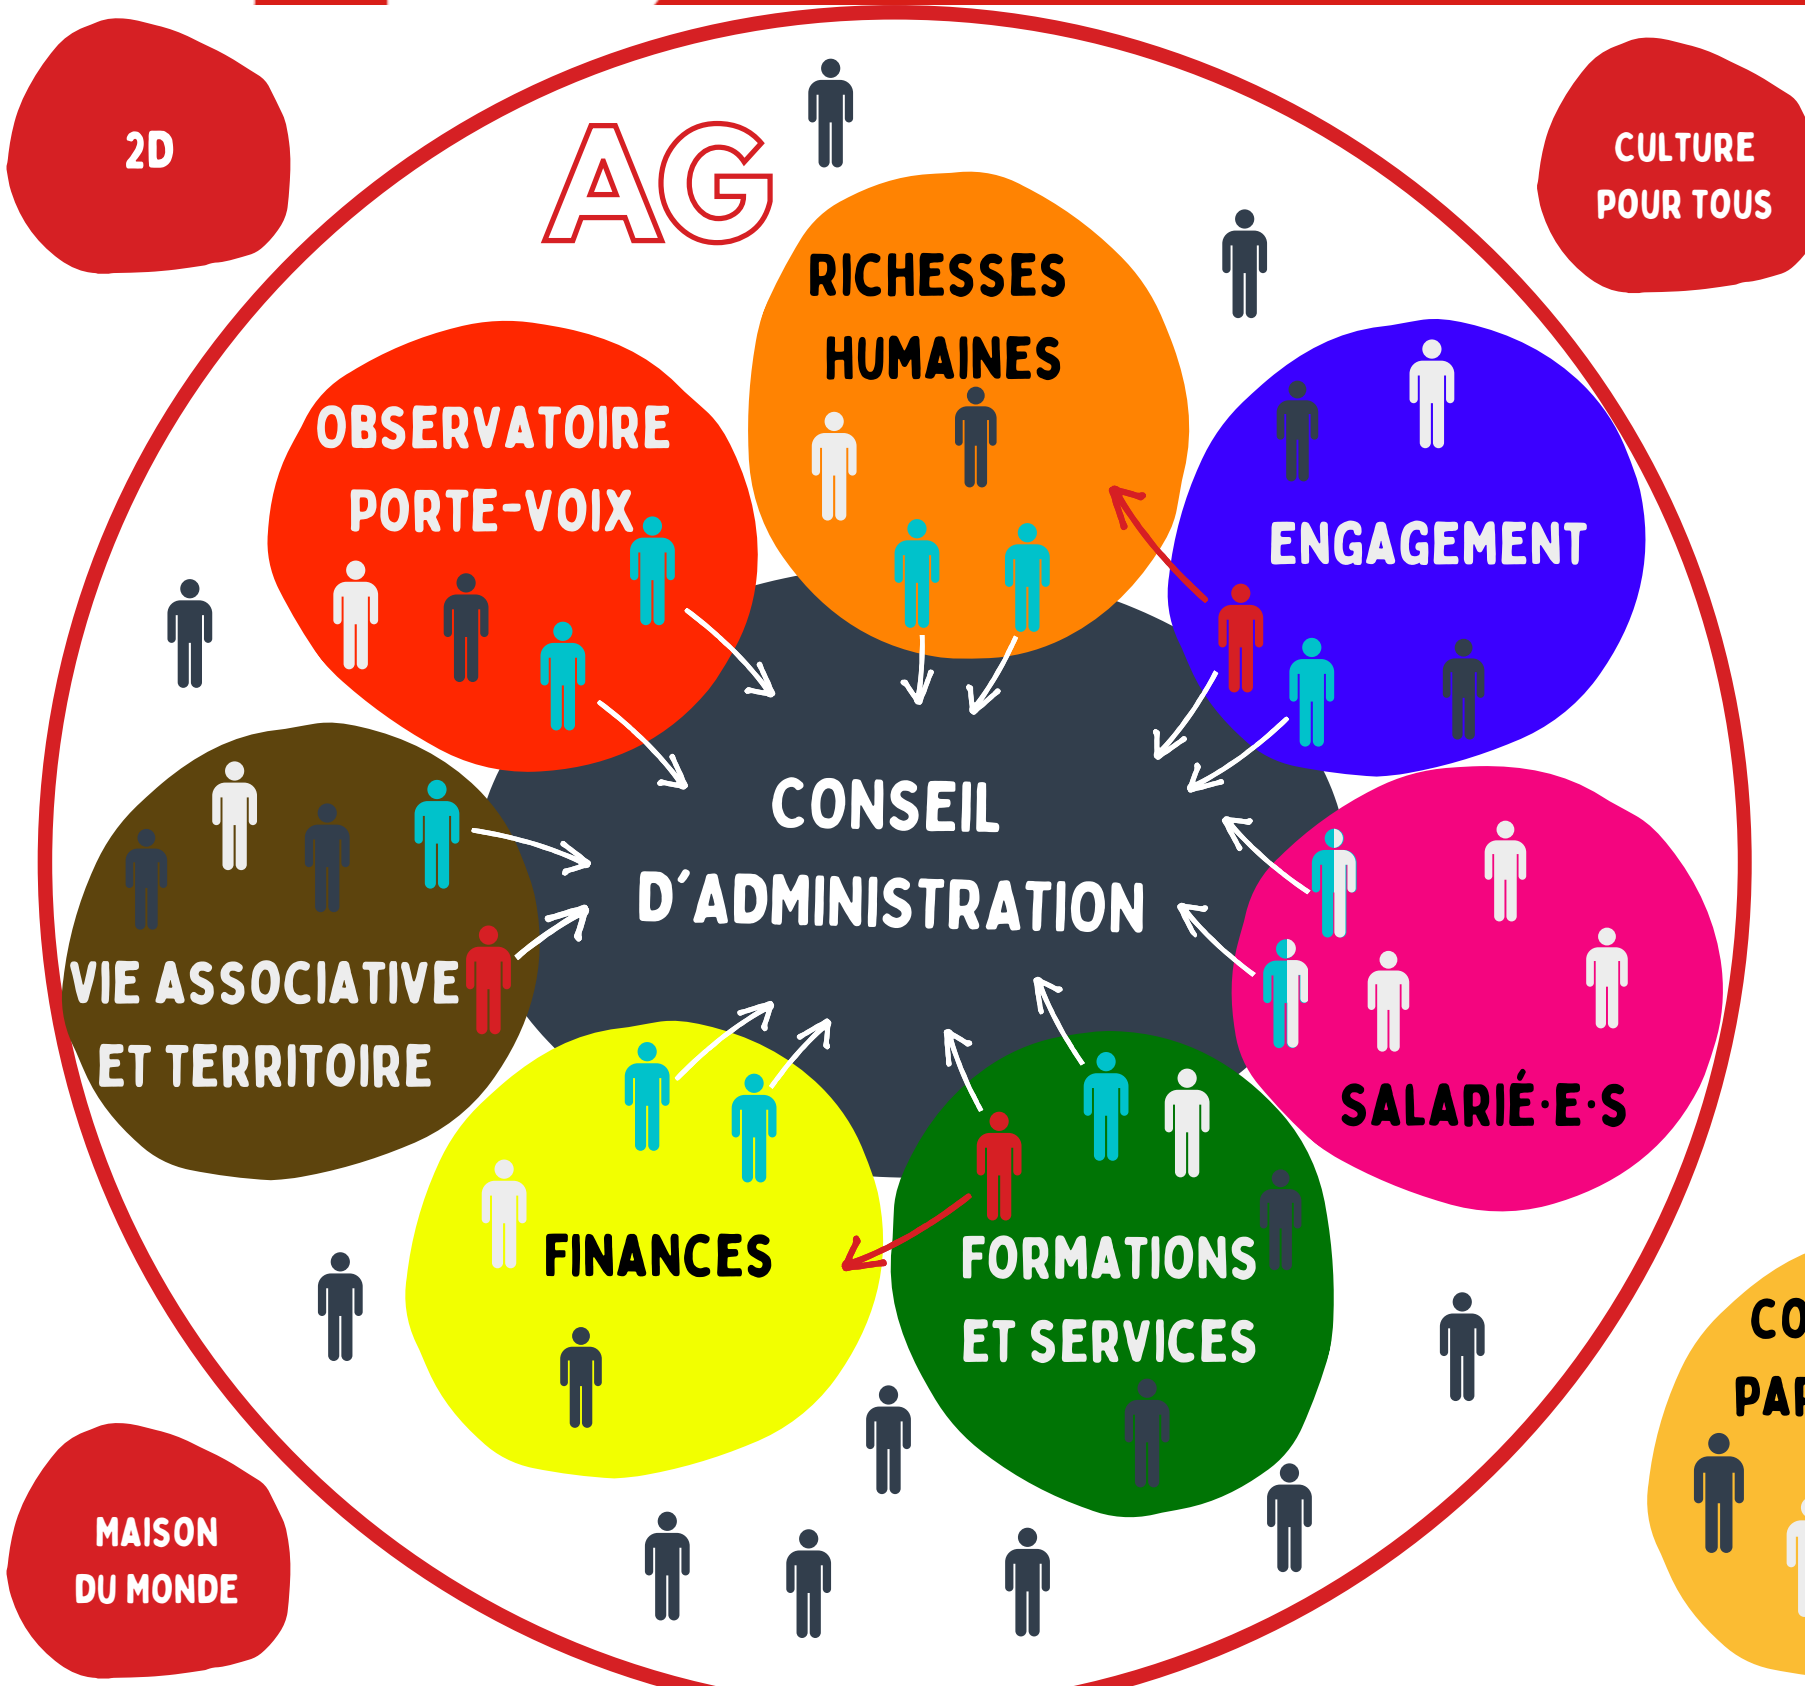 2D
CULTURE
POUR TOUS
AG
RICHESSES
HUMAINES
OBSERVATOIRE
PORTE-VOIX
ENGAGEMENT
CONSEIL
D'ADMINISTRATION
VIE ASSOCIATIVE
ET TERRITOIRE
SALARIÉ·E·S
FINANCES
FORMATIONS
ET SERVICES
MAISON
DU MONDE